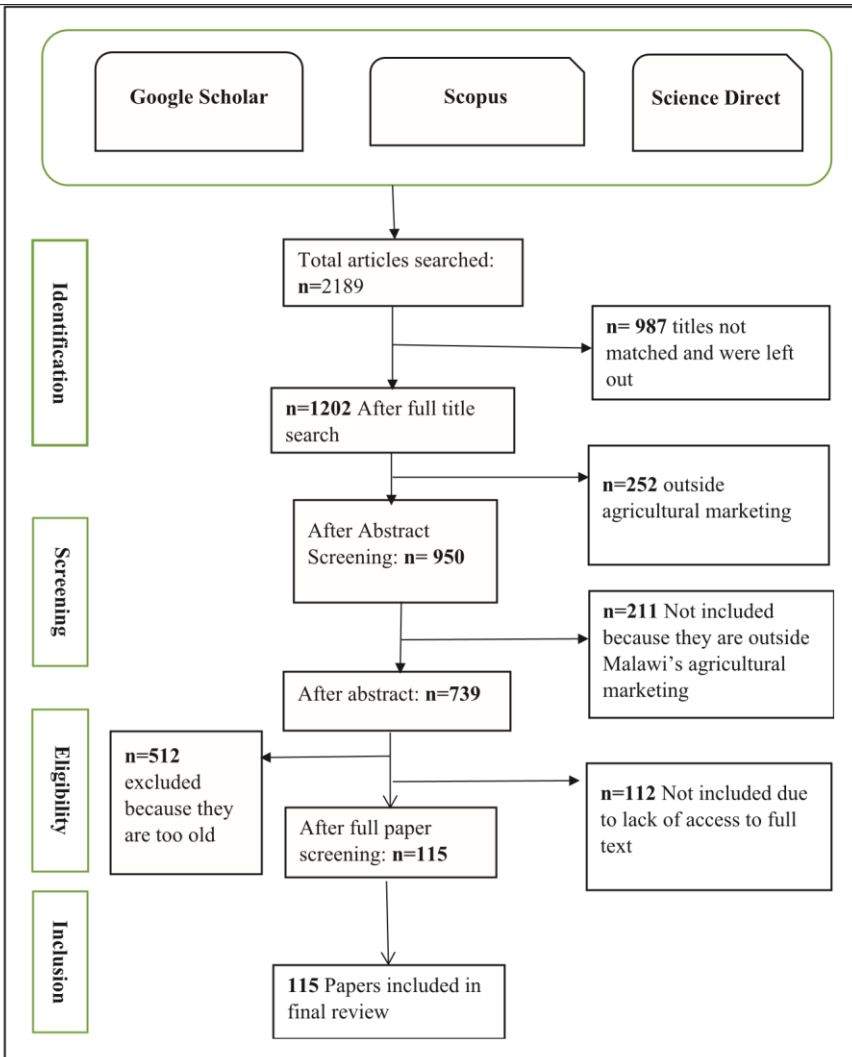 Google Scholar
Scopus
Science Direct
Identification
Total articles searched:
n=2189
n= 987 titles not
matched and were left
out
n=1202 After full title
search
n=252 outside
agricultural marketing
Screening
After Abstract
Screening: n= 950
n=211 Not included
because they are outside
Malawi's agricultural
marketing
After abstract: n=739
Eligibility
n=512
excluded
because they
are too old
n=112 Not included due
to lack of access to full
text
After full paper
screening: n=115
Inclusion
115 Papers included in
final review